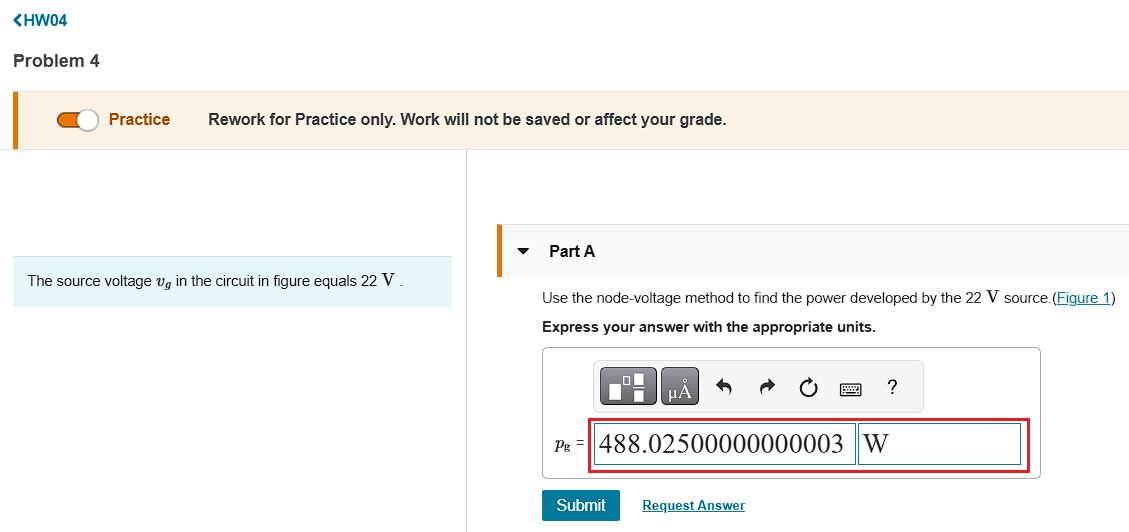 <HW04
Problem 4
Practice Rework for Practice only. Work will not be saved or affect your grade.
The source voltage vg in the circuit in figure equals 22 V .
Part A
Use the node-voltage method to find the power developed by the 22 V source.(Figure 1)
Express your answer with the appropriate units.
μÅ ?
pg = 488.02500000000003 W
Submit Request Answer